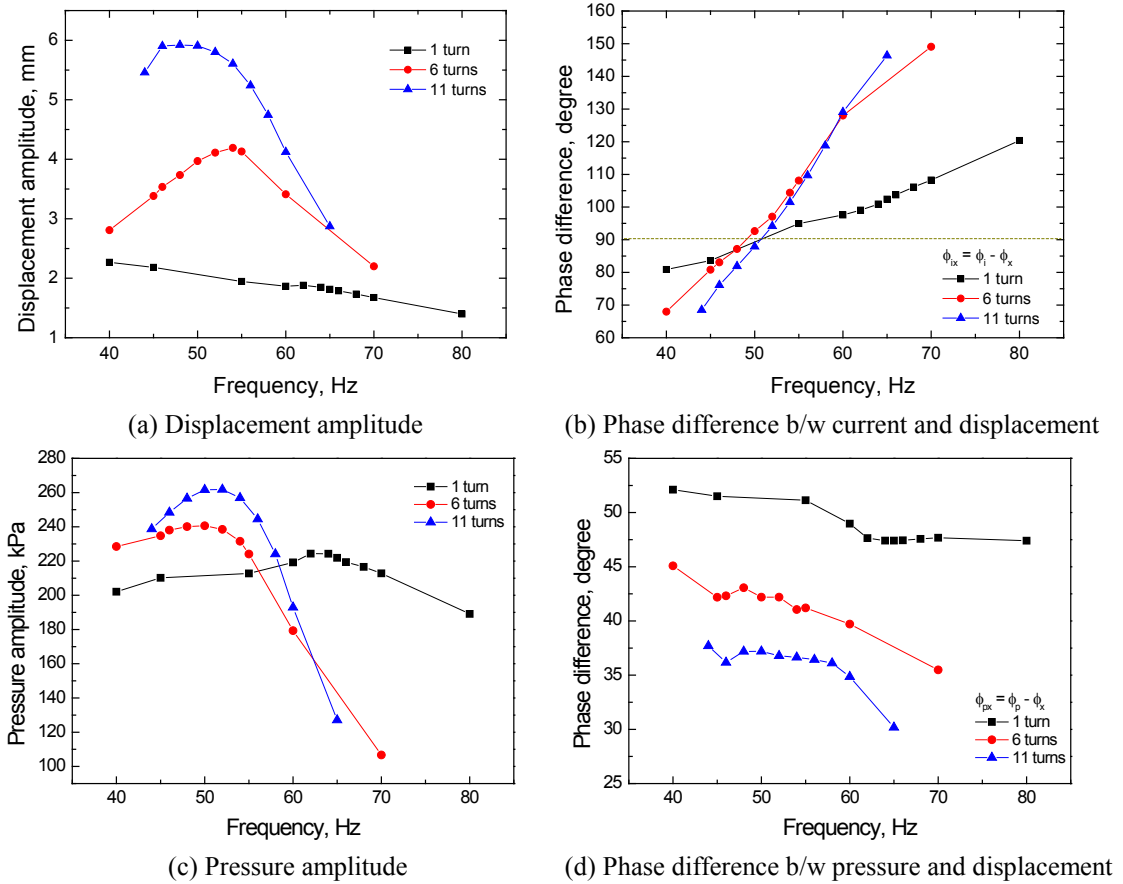 Displacement amplitude, mm
6
5
4
3
2
1
1 turn
6 turns
11 turns
40 50 60 70 80
Frequency, Hz
(a) Displacement amplitude
Phase difference, degree
160
150
140
130
120
110
100
90
80
70
60
ϕix = ϕi - ϕx
1 turn
6 turns
11 turns
40 50 60 70 80
Frequency, Hz
(b) Phase difference b/w current and displacement
Pressure amplitude, kPa
280
260
240
220
200
180
160
140
120
100
1 turn
6 turns
11 turns
40 50 60 70 80
Frequency, Hz
(c) Pressure amplitude
Phase difference, degree
55
50
45
40
35
30
25
ϕpx = ϕp - ϕx
1 turn
6 turns
11 turns
40 50 60 70 80
Frequency, Hz
(d) Phase difference b/w pressure and displacement